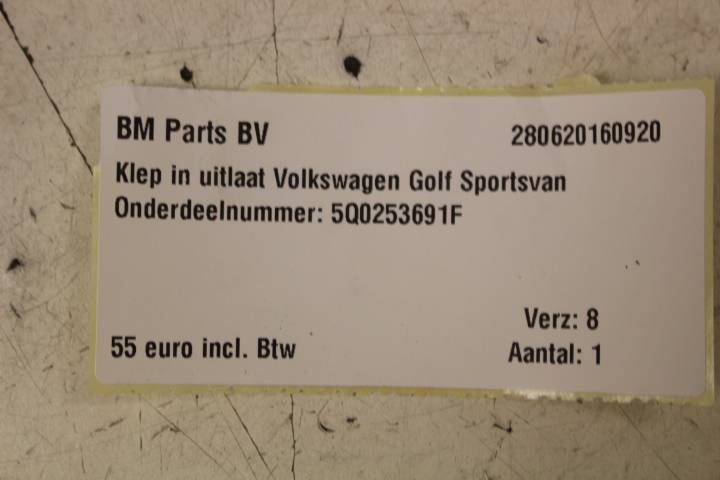 BM Parts BV 280620160920
Klep in uitlaat Volkswagen Golf Sportsvan
Onderdeelnummer: 5Q0253691F
Verz: 8
55 euro incl. Btw Aantal: 1